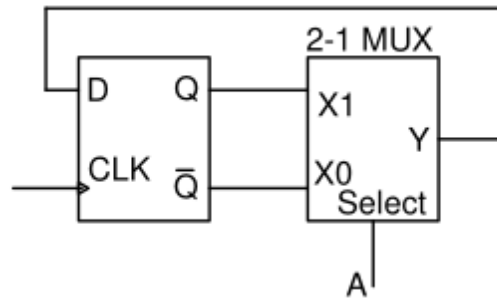 2-1 MUX
D Q
X1
Y
CLK Q̅
X0
Select
A